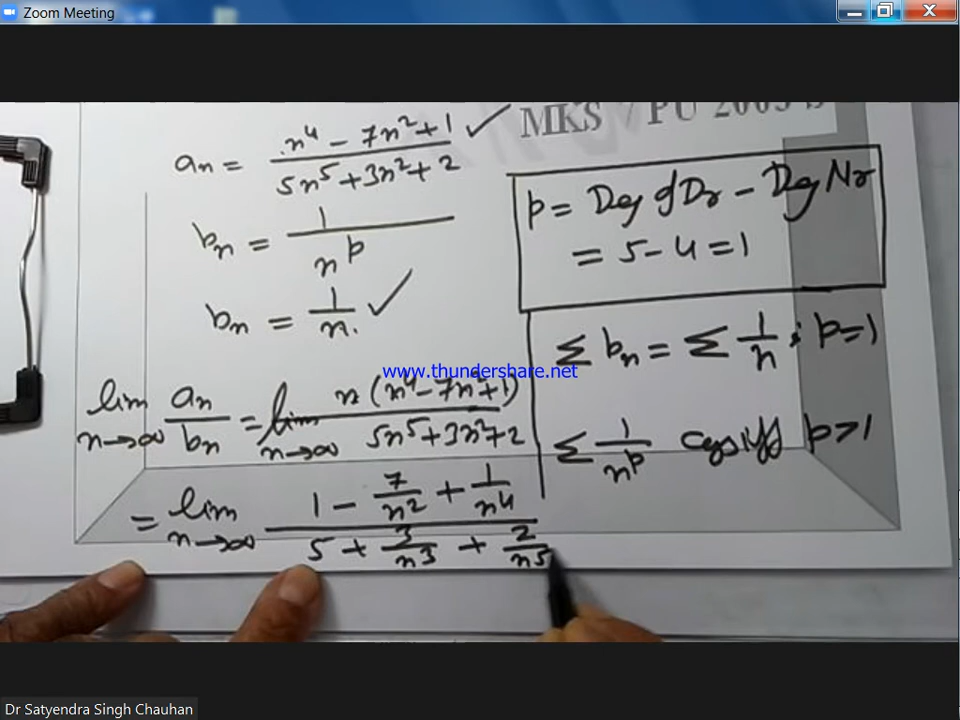 Zoom Meeting
MKS / PU 2005
aₙ = (n⁴ - 7n² + 1) / (5n⁵ + 3n² + 2) ✓
bₙ = 1 / n^p
bₙ = 1/n. ✓
lim n→∞ aₙ/bₙ = lim n→∞ n(n⁴ - 7n² + 1) / (5n⁵ + 3n² + 2)
= lim n→∞ (1 - 7/n² + 1/n⁴) / (5 + 3/n³ + 2/n⁵)
p = Deg of Dr - Deg Nr
= 5 - 4 = 1
Σ bₙ = Σ 1/n ; p = 1
Σ 1/n^p cgs iff p > 1
www.thundershare.net
Dr Satyendra Singh Chauhan